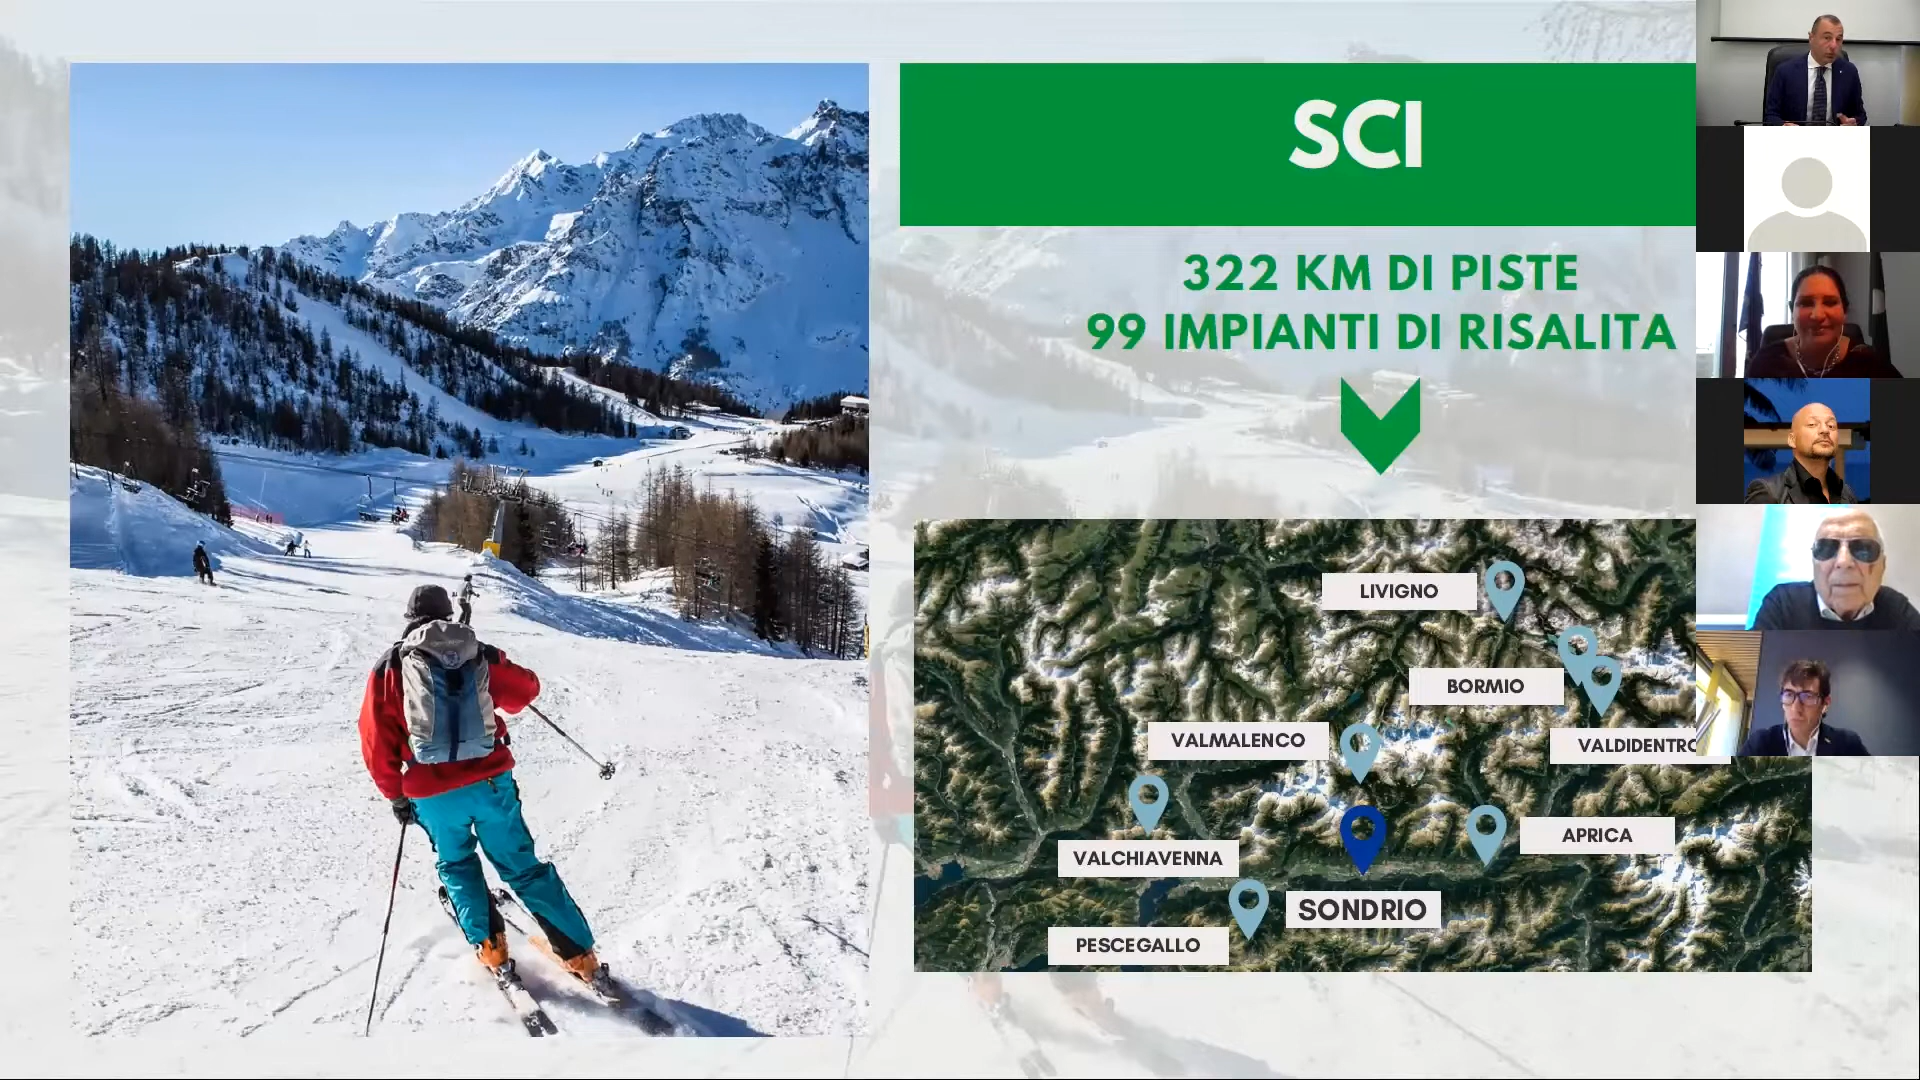 SCI
322 KM DI PISTE
99 IMPIANTI DI RISALITA
LIVIGNO
BORMIO
VALMALENCO
VALDIDENTRO
VALCHIAVENNA
APRICA
SONDRIO
PESCEGALLO